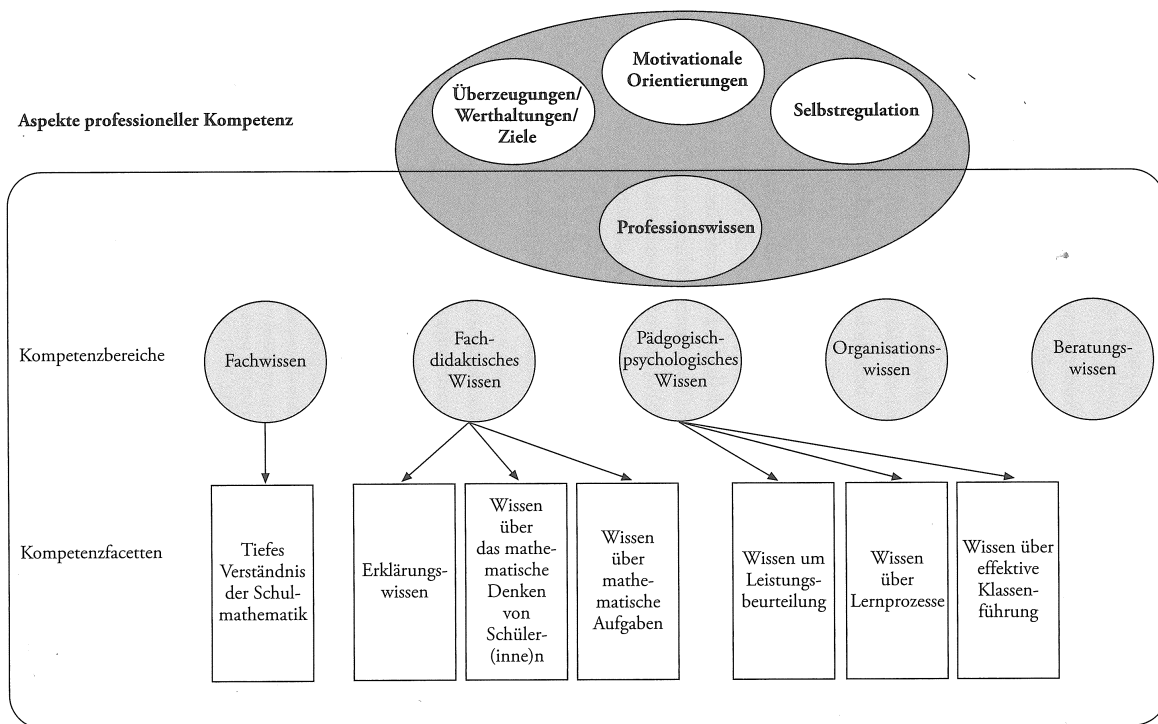 Motivationale
Orientierungen
Überzeugungen/
Werthaltungen/
Ziele
Selbstregulation
Aspekte professioneller Kompetenz
Professionswissen
Kompetenzbereiche
Fachwissen
Fach-
didaktisches
Wissen
Pädgogisch-
psychologisches
Wissen
Organisations-
wissen
Beratungs-
wissen
Kompetenzfacetten
Tiefes
Verständnis
der Schul-
mathematik
Erklärungs-
wissen
Wissen
über
das mathe-
matische
Denken
von
Schüler-
(inne)n
Wissen
über
mathe-
matische
Aufgaben
Wissen um
Leistungs-
beurteilung
Wissen
über
Lernprozesse
Wissen über
effektive
Klassen-
führung